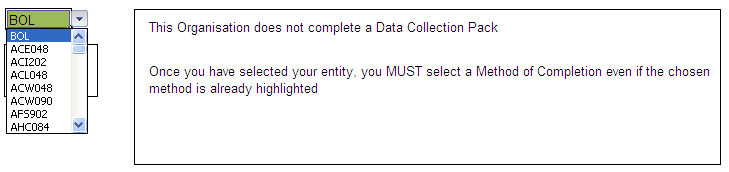 BOL
BOL
ACE048
ACI202
ACL048
ACW048
ACW090
AFS902
AHC084
This Organisation does not complete a Data Collection Pack
Once you have selected your entity, you MUST select a Method of Completion even if the chosen
method is already highlighted